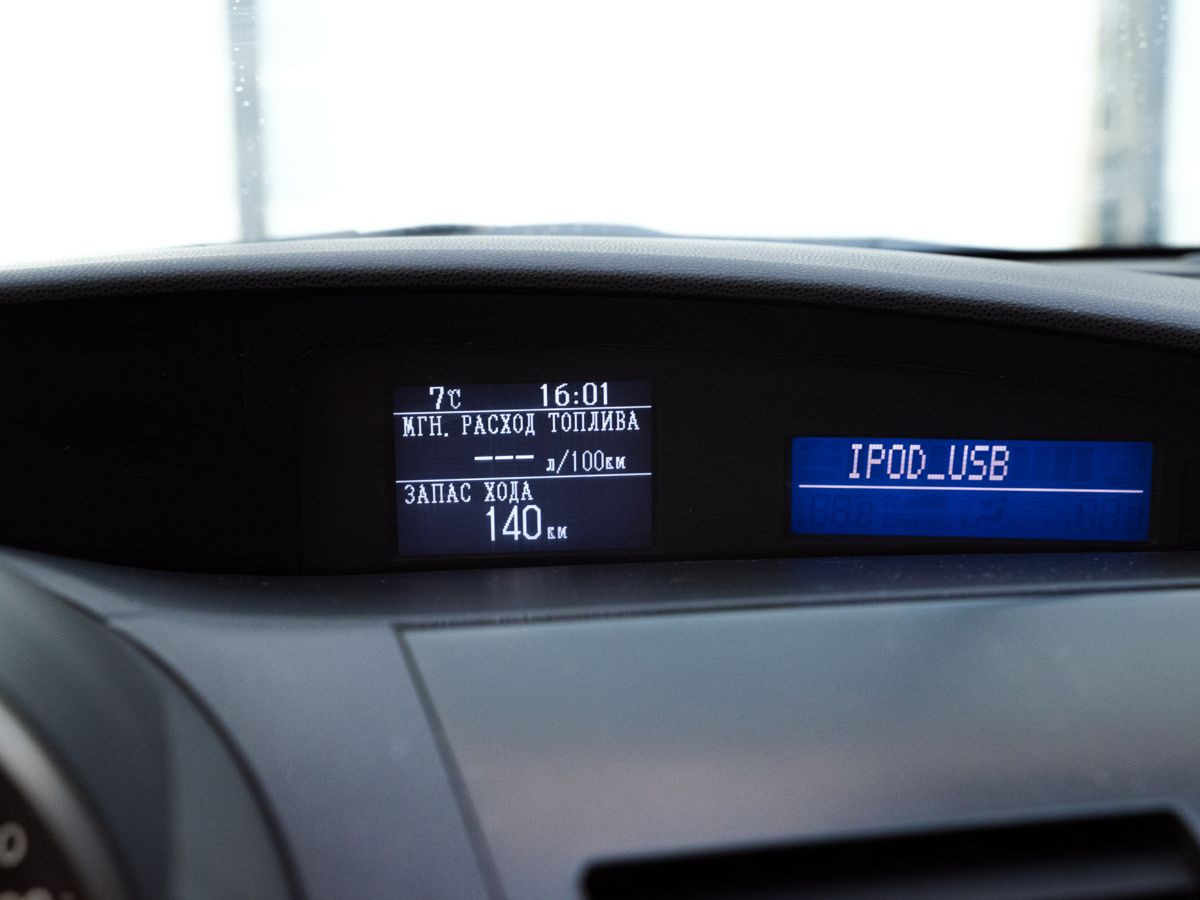 7℃ 16:01
МГН. РАСХОД ТОПЛИВА
--- л/100км
ЗАПАС ХОДА
140км
IPOD_USB